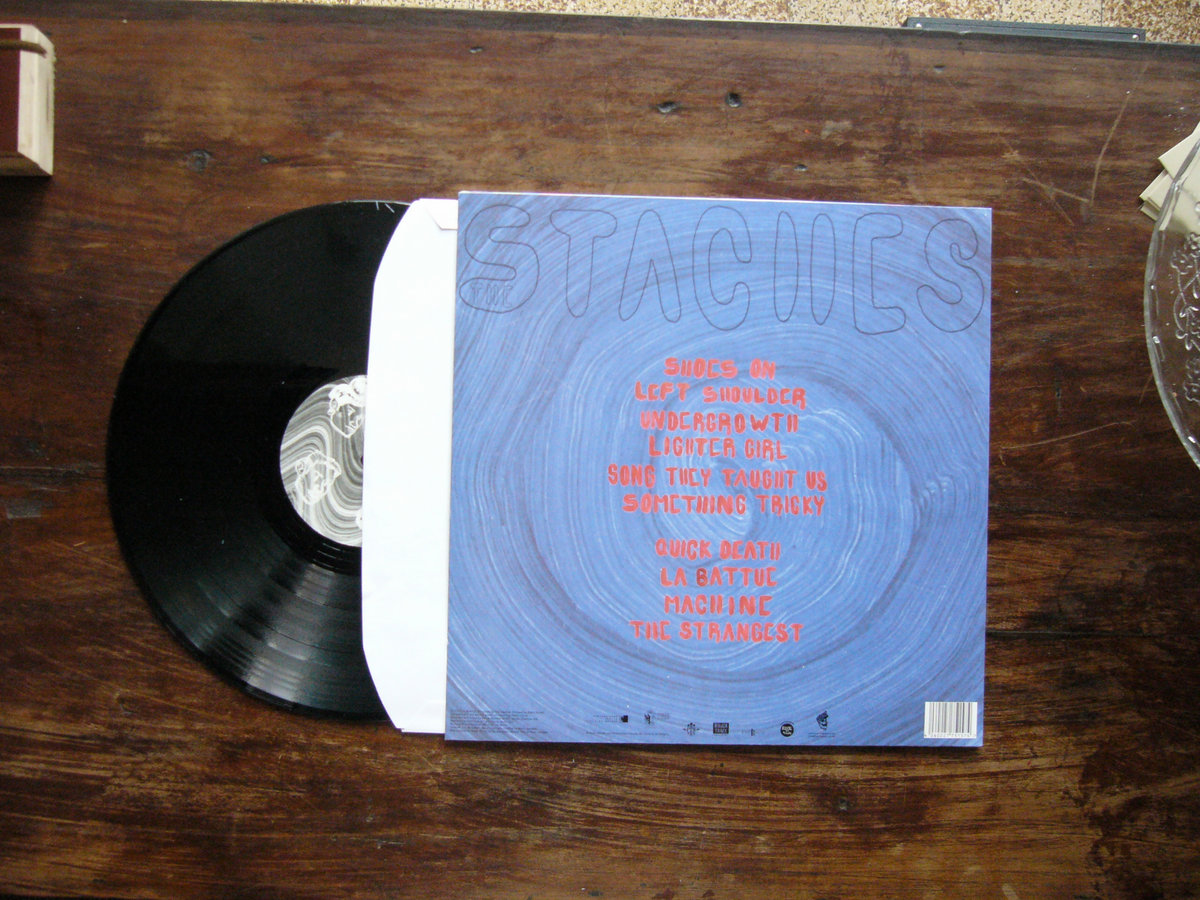 THE STACHES
SHOES ON
LEFT SHOULDER
UNDERGROWTH
LIGHTER GIRL
SONG THEY TAUGHT US
SOMETHING TRICKY
QUICK DEATH
LA BATTUE
MACHINE
THE STRANGEST